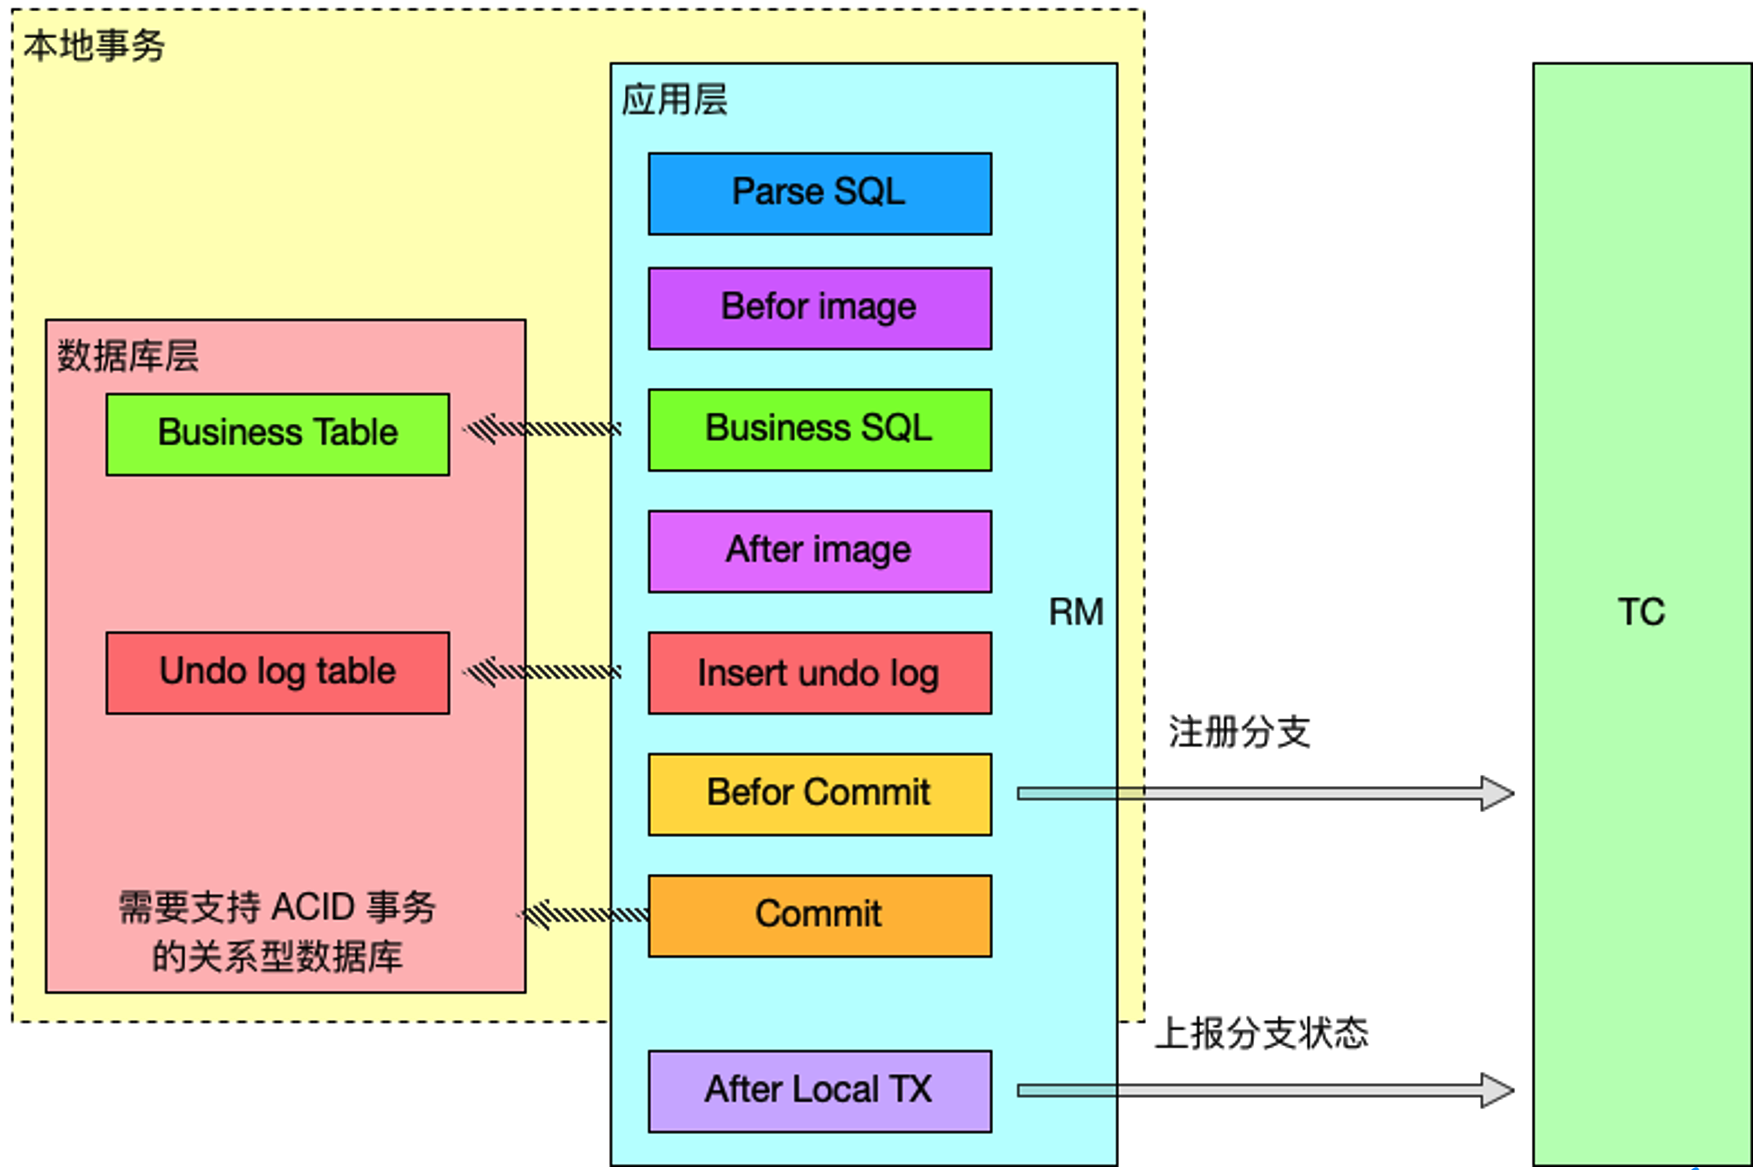 本地事务
应用层
Parse SQL
Befor image
数据库层
Business Table
Business SQL
After image
RM
TC
Undo log table
Insert undo log
注册分支
Befor Commit
需要支持 ACID 事务
的关系型数据库
Commit
上报分支状态
After Local TX